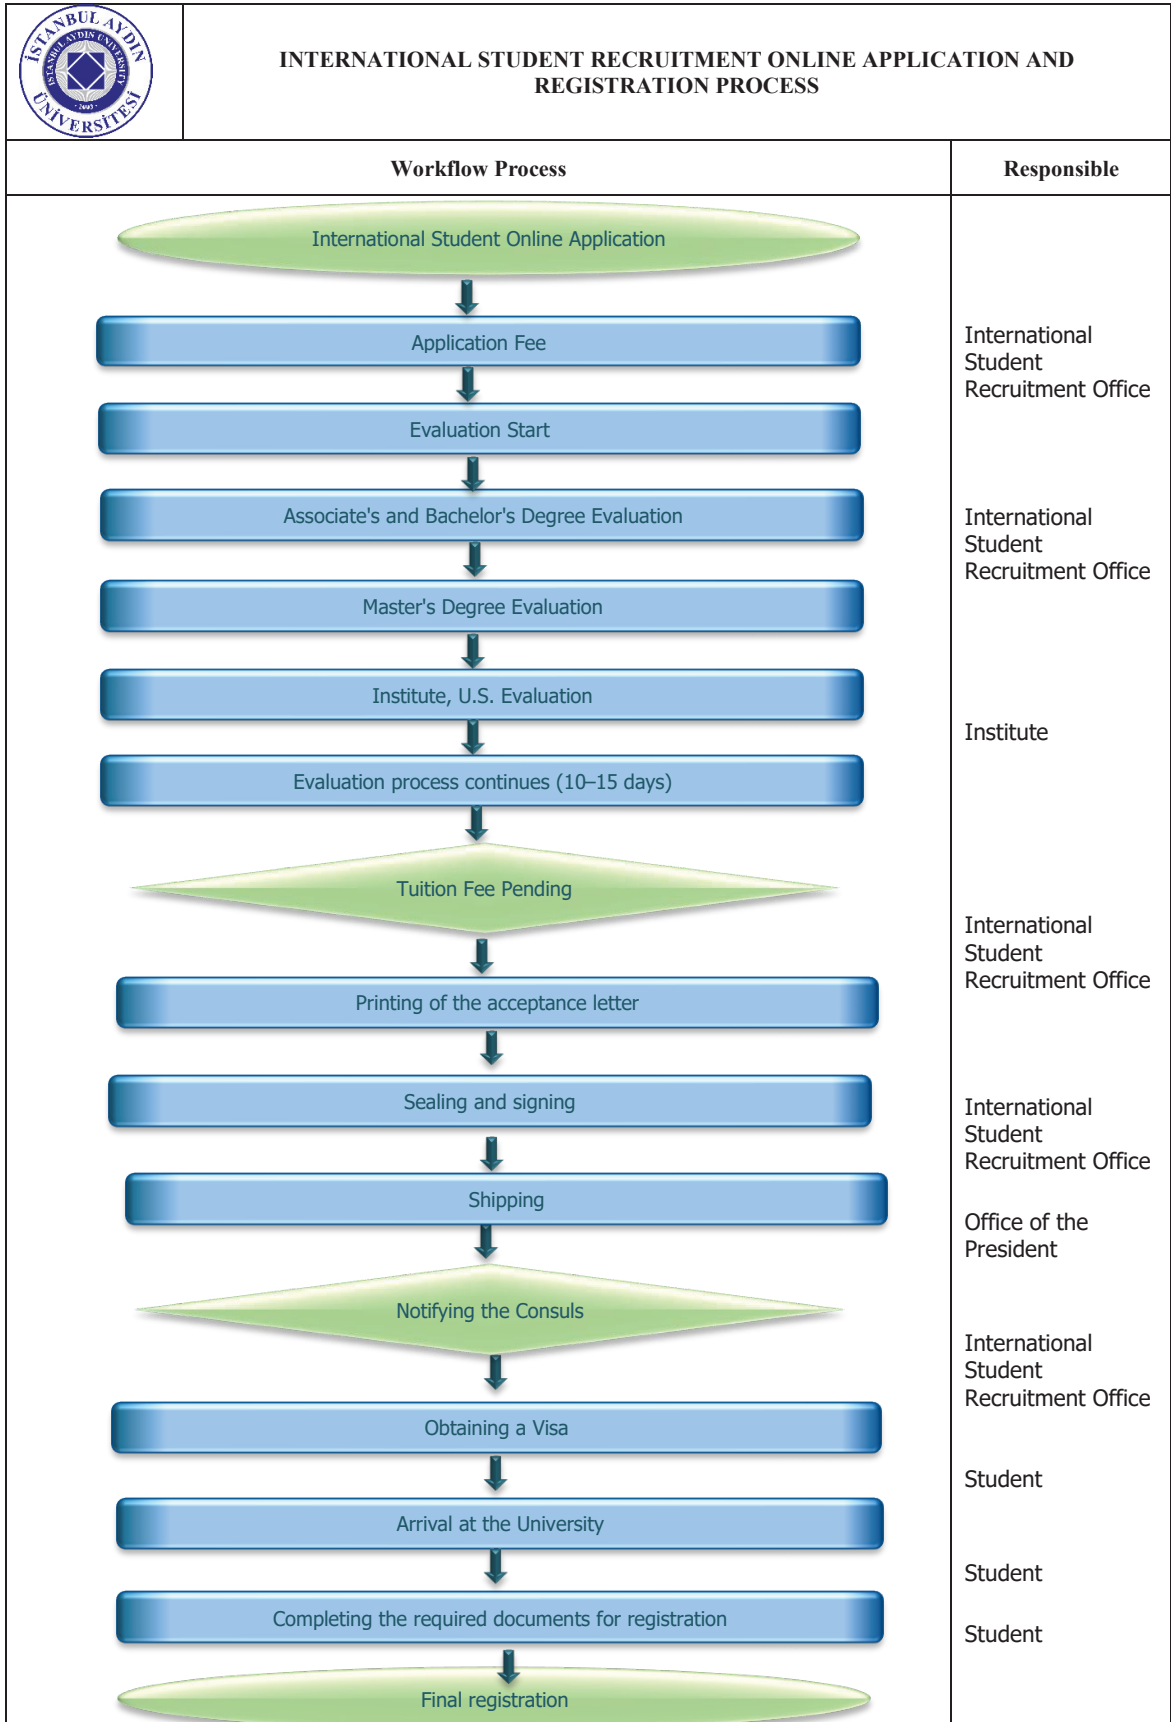 İSTANBUL AYDIN
ÜNİVERSİTESİ
ISTANBUL AYDIN UNIVERSITY
· 2003 ·
INTERNATIONAL STUDENT RECRUITMENT ONLINE APPLICATION AND
REGISTRATION PROCESS
Workflow Process
Responsible
International Student Online Application
Application Fee
International
Student
Recruitment Office
Evaluation Start
Associate's and Bachelor's Degree Evaluation
International
Student
Recruitment Office
Master's Degree Evaluation
Institute, U.S. Evaluation
Institute
Evaluation process continues (10–15 days)
Tuition Fee Pending
International
Student
Recruitment Office
Printing of the acceptance letter
Sealing and signing
International
Student
Recruitment Office
Shipping
Office of the
President
Notifying the Consuls
International
Student
Recruitment Office
Obtaining a Visa
Student
Arrival at the University
Student
Completing the required documents for registration
Student
Final registration